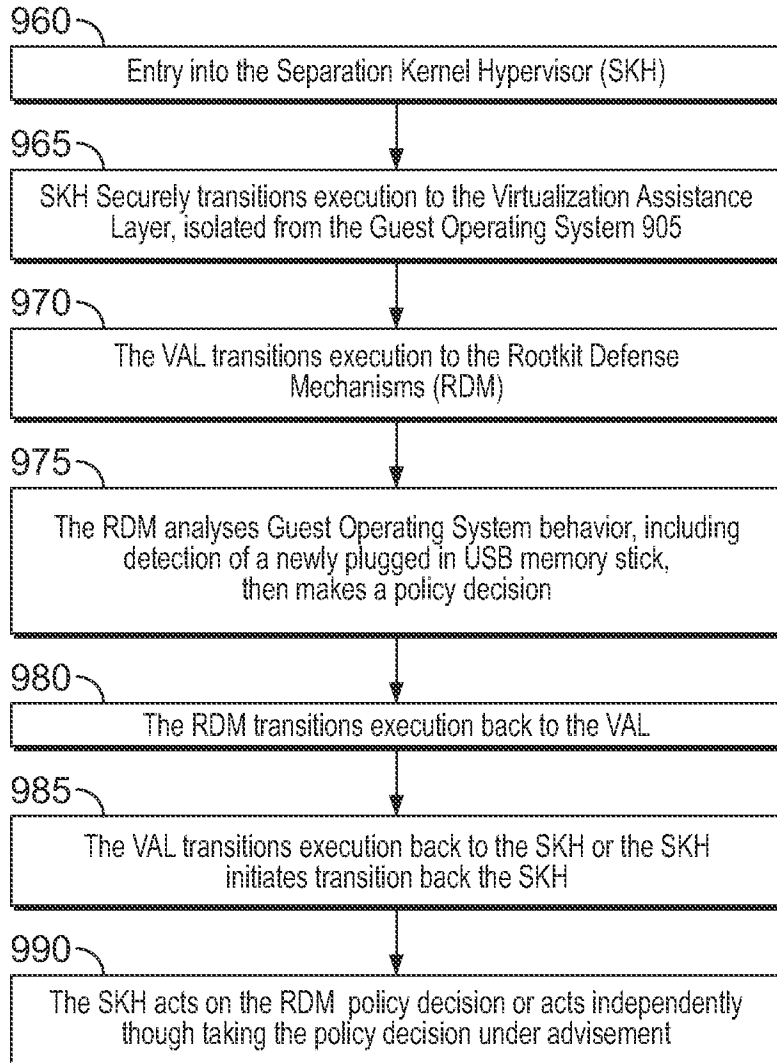 960
Entry into the Separation Kernel Hypervisor (SKH)
965
SKH Securely transitions execution to the Virtualization Assistance
Layer, isolated from the Guest Operating System 905
970
The VAL transitions execution to the Rootkit Defense
Mechanisms (RDM)
975
The RDM analyses Guest Operating System behavior, including
detection of a newly plugged in USB memory stick,
then makes a policy decision
980
The RDM transitions execution back to the VAL
985
The VAL transitions execution back to the SKH or the SKH
initiates transition back the SKH
990
The SKH acts on the RDM policy decision or acts independently
though taking the policy decision under advisement